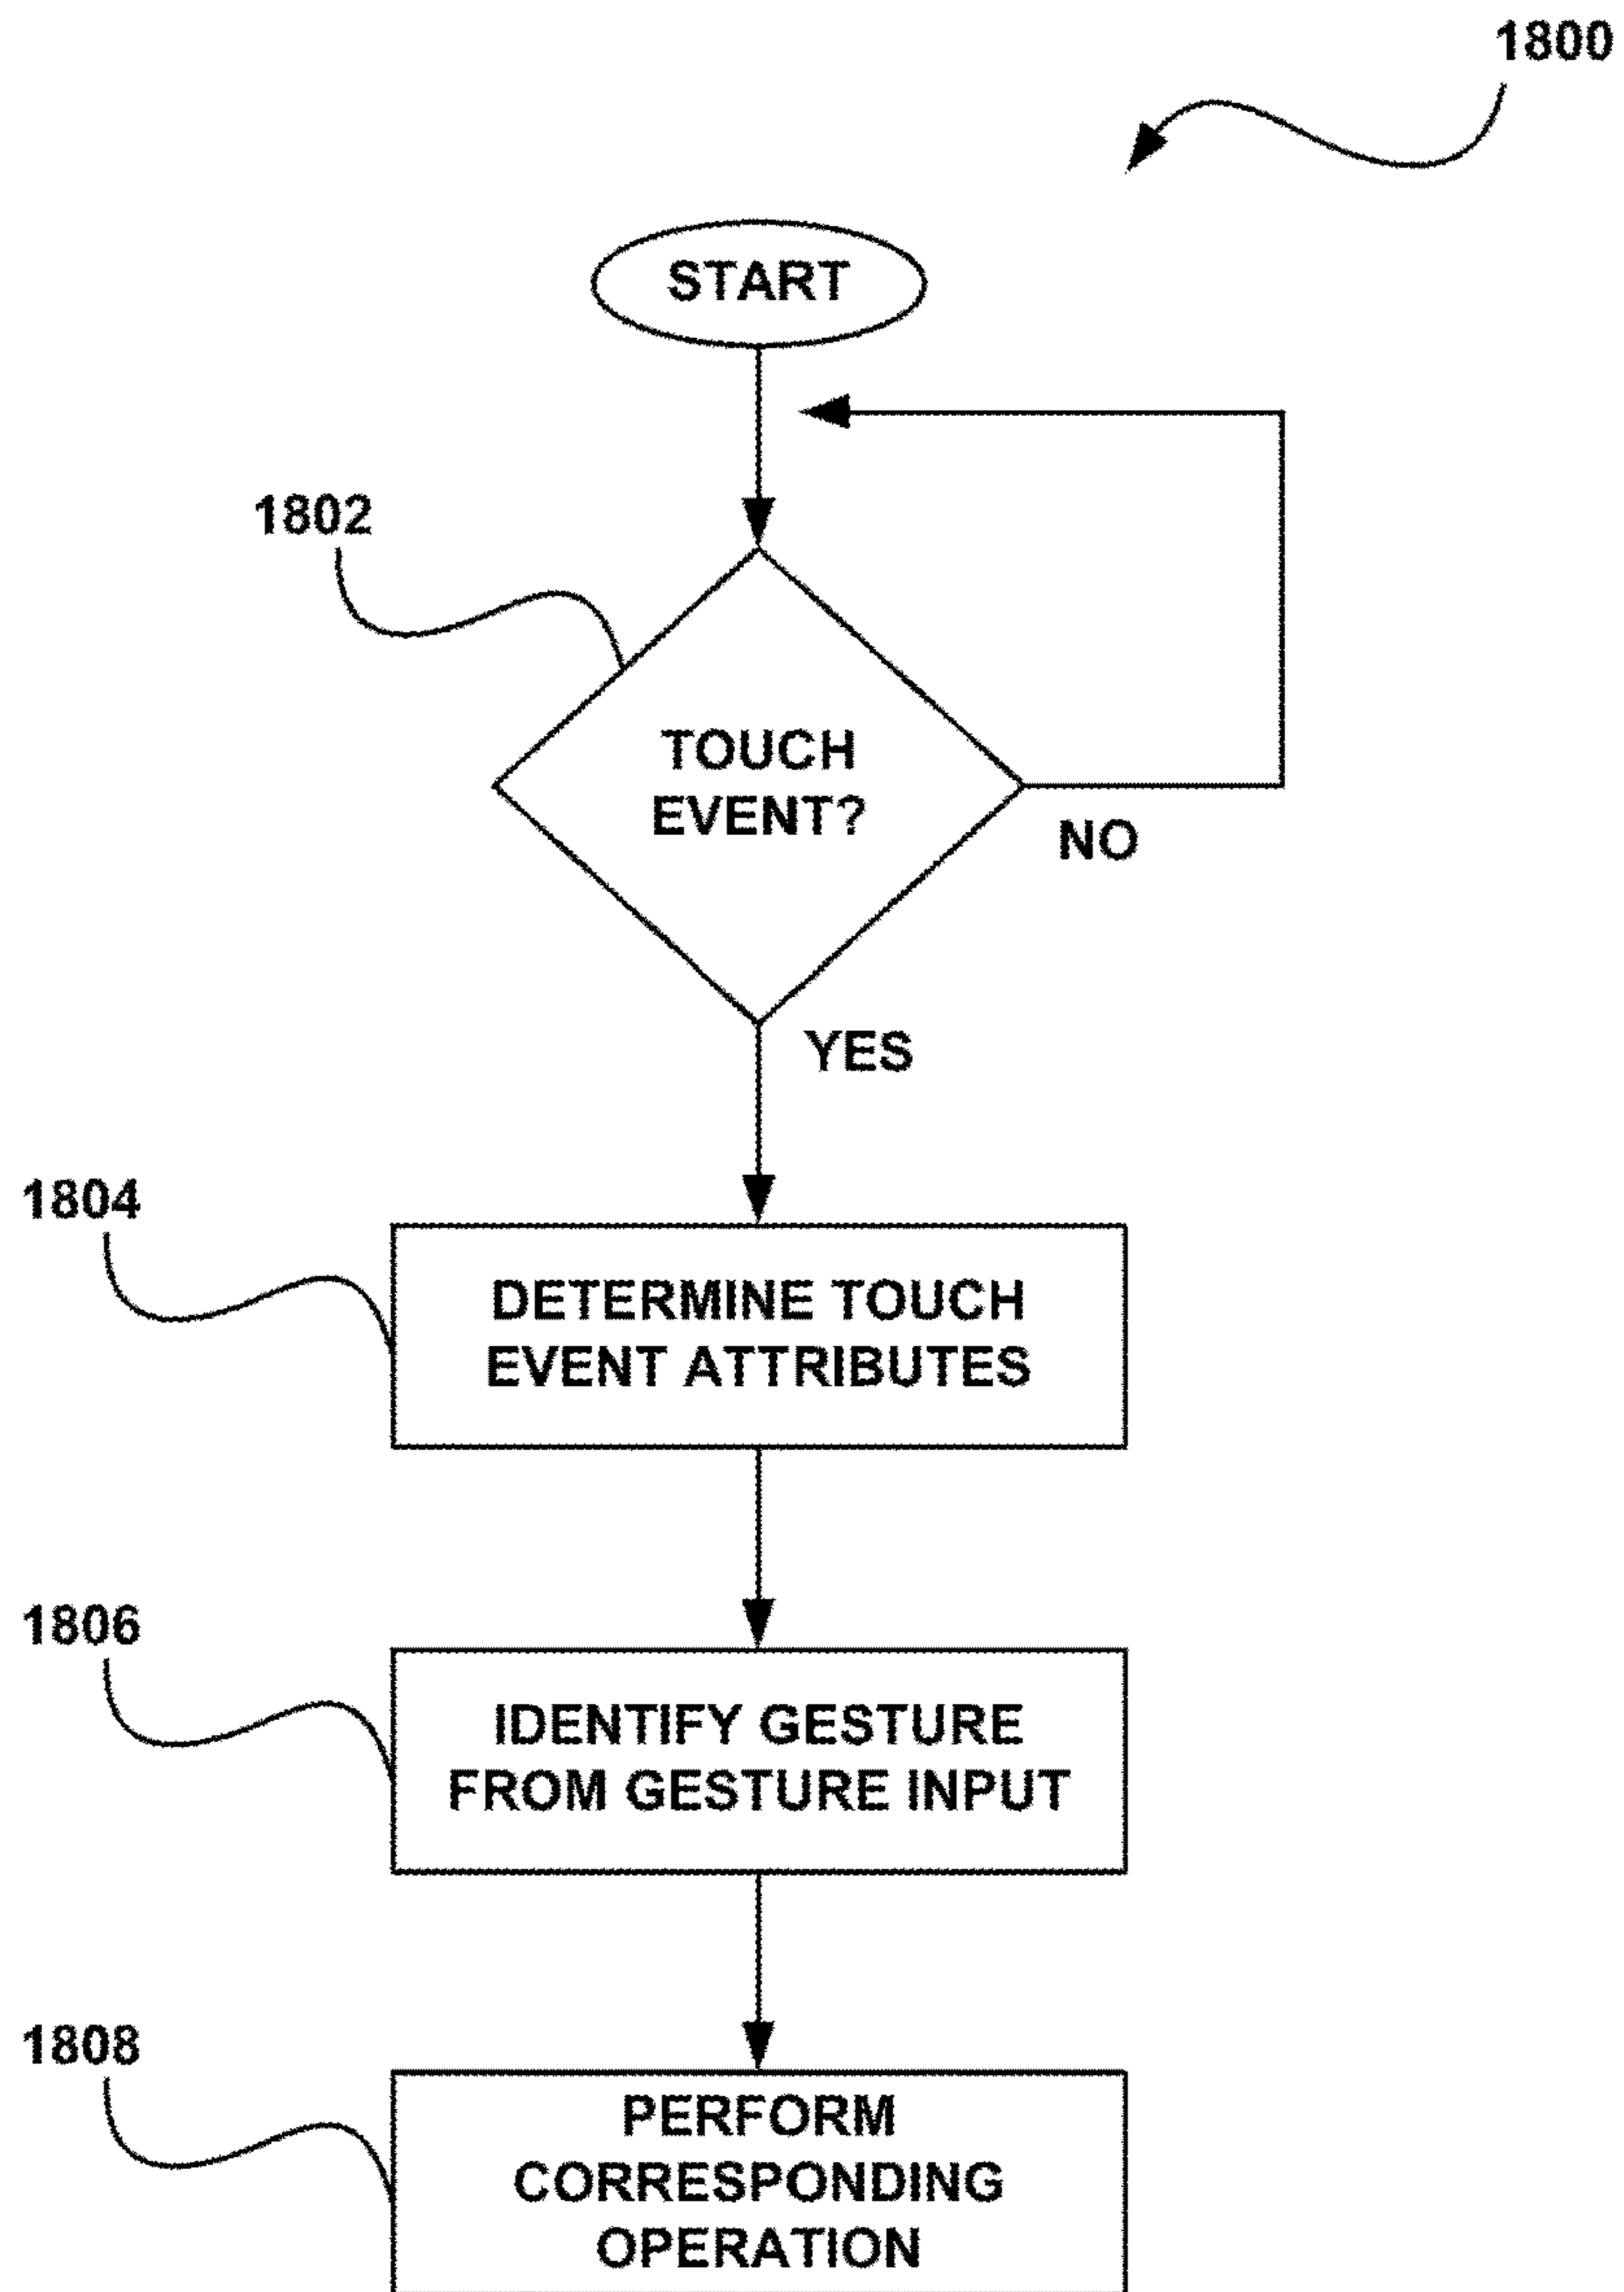 1800
START
1802
TOUCH
EVENT?
NO
YES
1804
DETERMINE TOUCH
EVENT ATTRIBUTES
1806
IDENTIFY GESTURE
FROM GESTURE INPUT
1808
PERFORM
CORRESPONDING
OPERATION